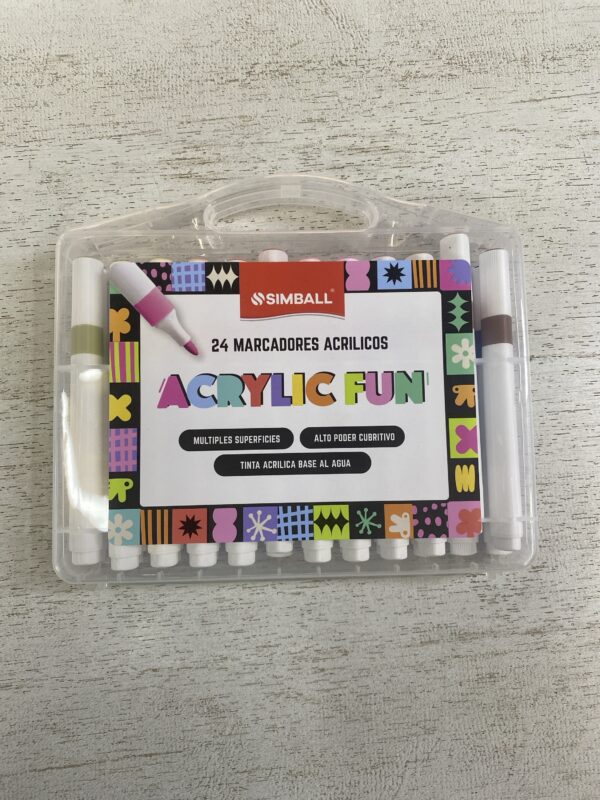 SIMBALL®
24 MARCADORES ACRILICOS
ACRYLIC FUN
MULTIPLES SUPERFICIES
ALTO PODER CUBRITIVO
TINTA ACRILICA BASE AL AGUA